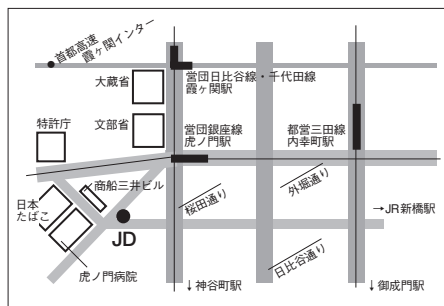 首都高速
霞ヶ関インター
大蔵省
営団日比谷線・千代田線
霞ヶ関駅
特許庁
文部省
営団銀座線
虎ノ門駅
都営三田線
内幸町駅
商船三井ビル
日本
たばこ
桜田通り
外堀通り
JD
→JR新橋駅
日比谷通り
虎ノ門病院
↓神谷町駅
↓御成門駅